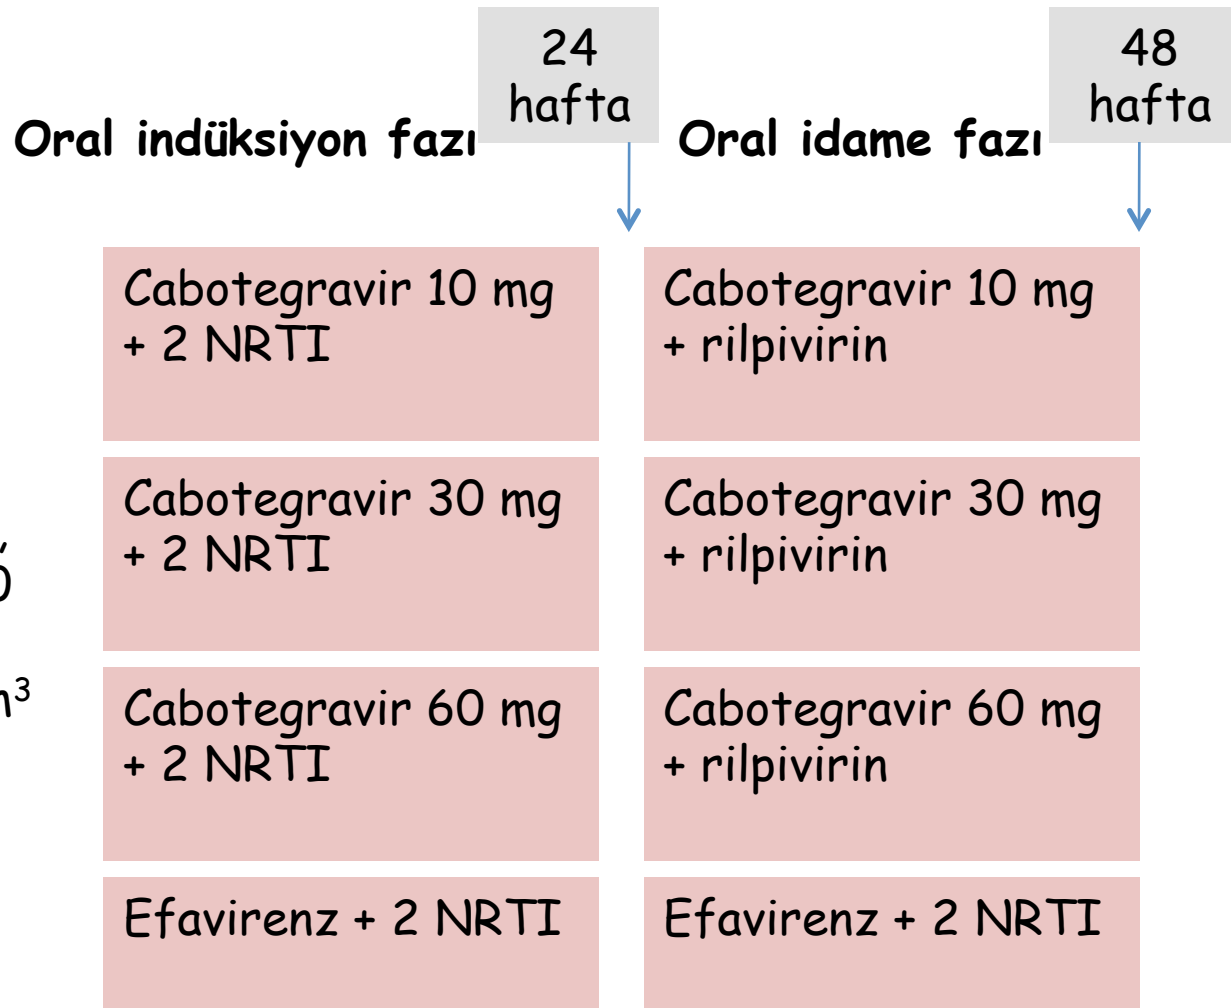 24
hafta
48
hafta
Oral indüksiyon fazı
Oral idame fazı
Cabotegravir 10 mg
+ 2 NRTI
Cabotegravir 10 mg
+ rilpivirin
Cabotegravir 30 mg
+ 2 NRTI
Cabotegravir 30 mg
+ rilpivirin
Cabotegravir 60 mg
+ 2 NRTI
Cabotegravir 60 mg
+ rilpivirin
Efavirenz + 2 NRTI
Efavirenz + 2 NRTI